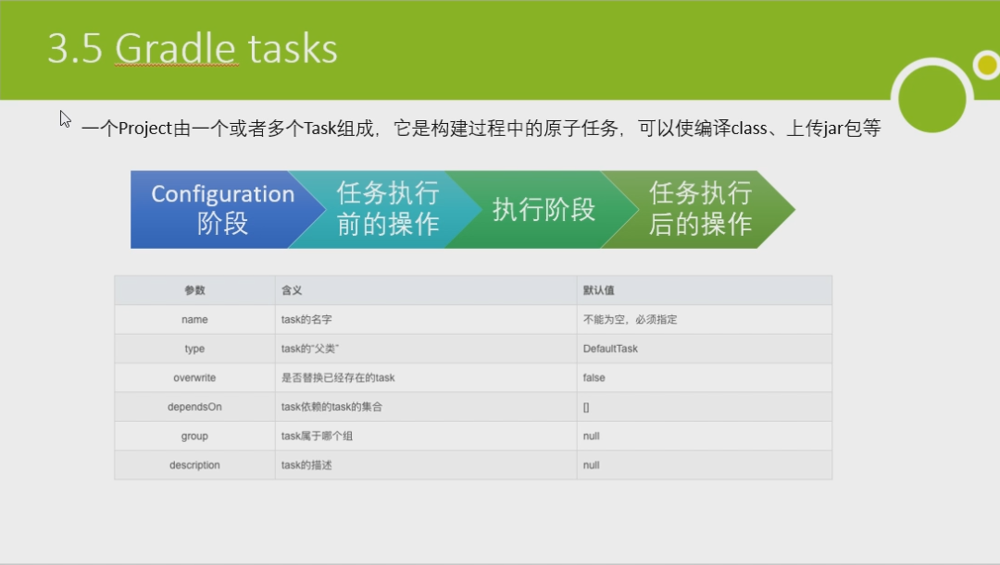 3.5 Gradle tasks
一个Project由一个或者多个Task组成，它是构建过程中的原子任务，可以使编译class、上传jar包等
Configuration
阶段
任务执行
前的操作
执行阶段
任务执行
后的操作
参数 含义 默认值
name task的名字 不能为空，必须指定
type task的“父类” DefaultTask
overwrite 是否替换已经存在的task false
dependsOn task依赖的task的集合 []
group task属于哪个组 null
description task的描述 null